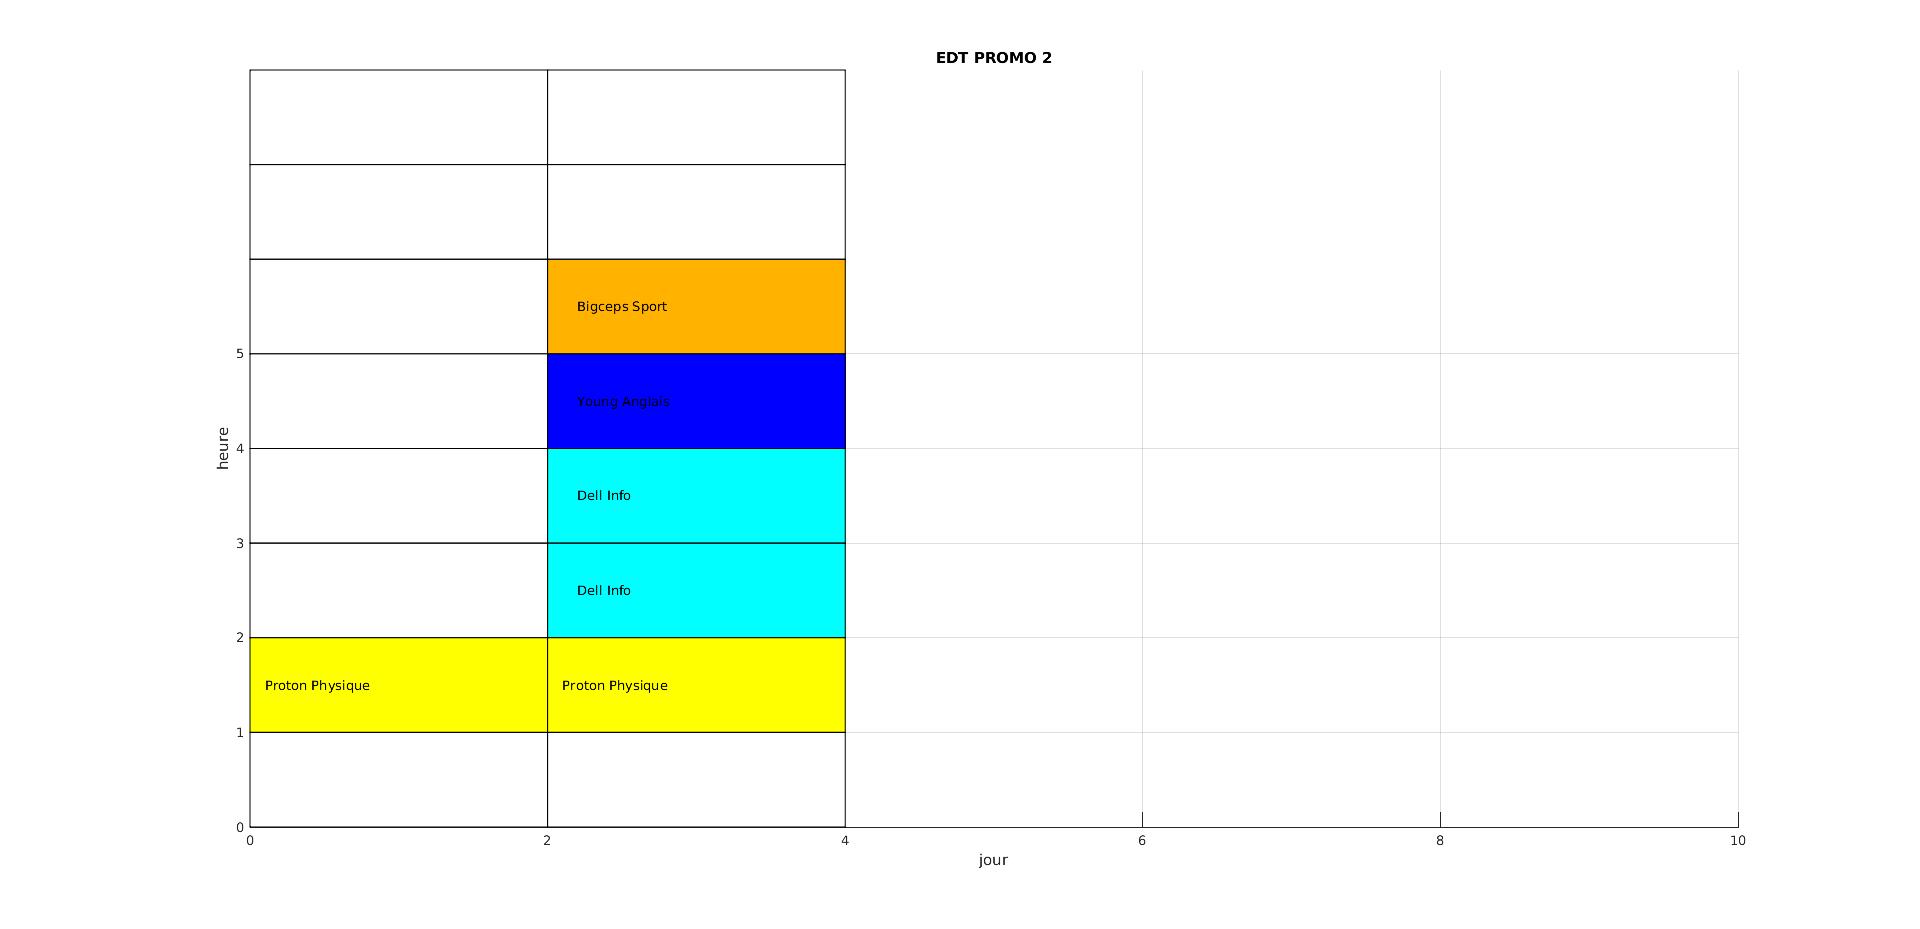 EDT PROMO 2
Bigceps Sport
5
Young Anglais
heure
4
Dell Info
3
Dell Info
2
Proton Physique Proton Physique
1
0
0 2 4 6 8 10
jour